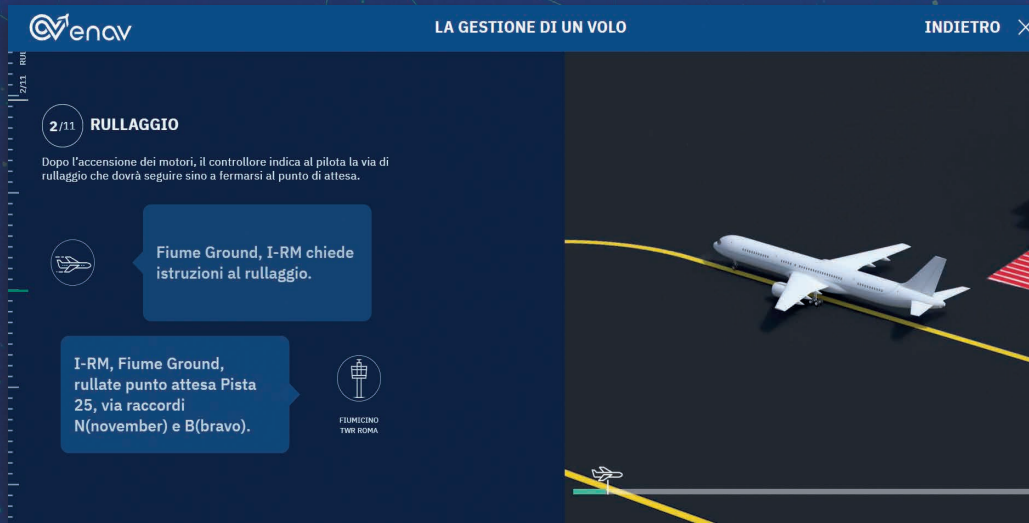 enav
LA GESTIONE DI UN VOLO
INDIETRO
2/11
2/11 RULLAGGIO
Dopo l'accensione dei motori, il controllore indica al pilota la via di
rullaggio che dovrà seguire sino a fermarsi al punto di attesa.
Fiume Ground, I-RM chiede
istruzioni al rullaggio.
I-RM, Fiume Ground,
rullate punto attesa Pista
25, via raccordi
N(november) e B(bravo).
FIUMICINO
TWR ROMA